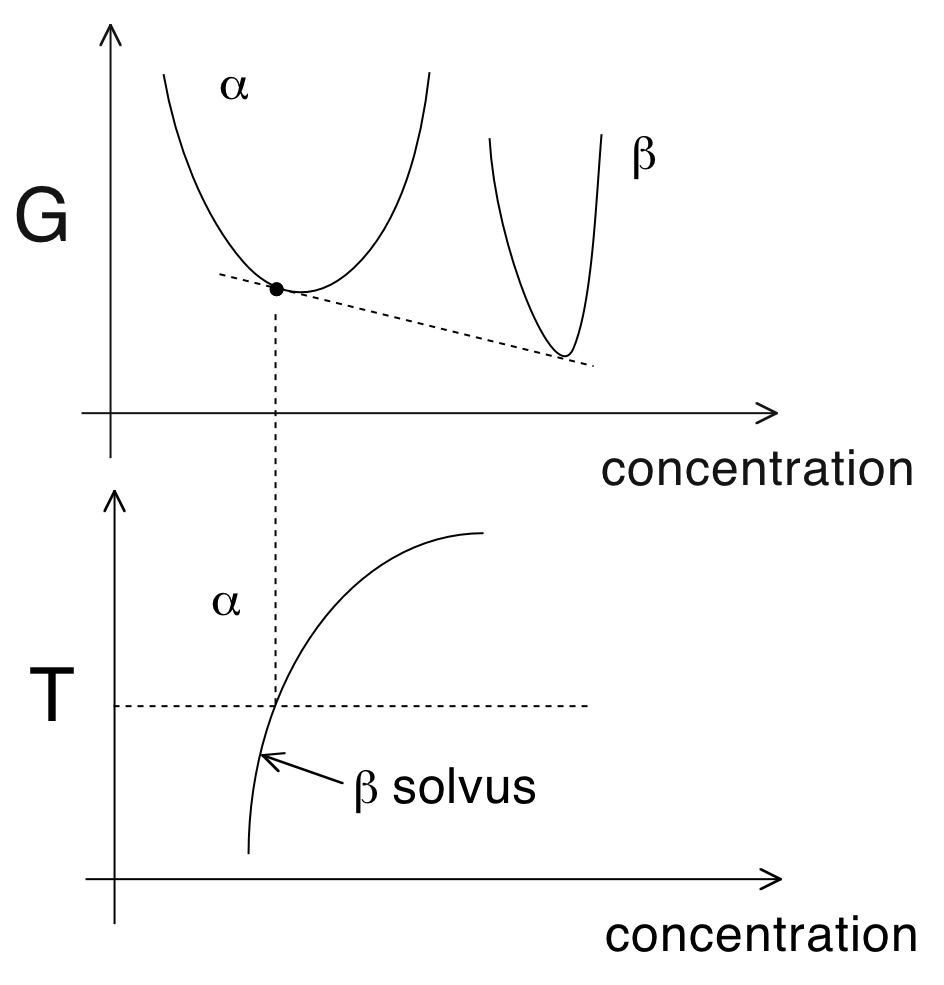 α
β
G
concentration
α
T
β solvus
concentration